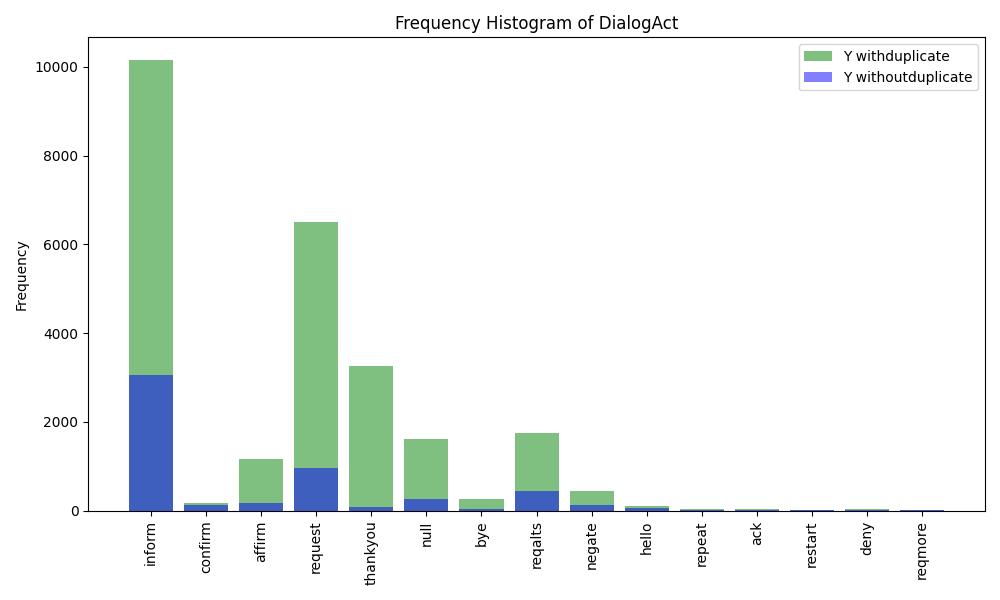 Frequency Histogram of DialogAct
Y withduplicate
Y withoutduplicate
Frequency
10000
8000
6000
4000
2000
0
inform
confirm
affirm
request
thankyou
null
bye
reqalts
negate
hello
repeat
ack
restart
deny
reqmore